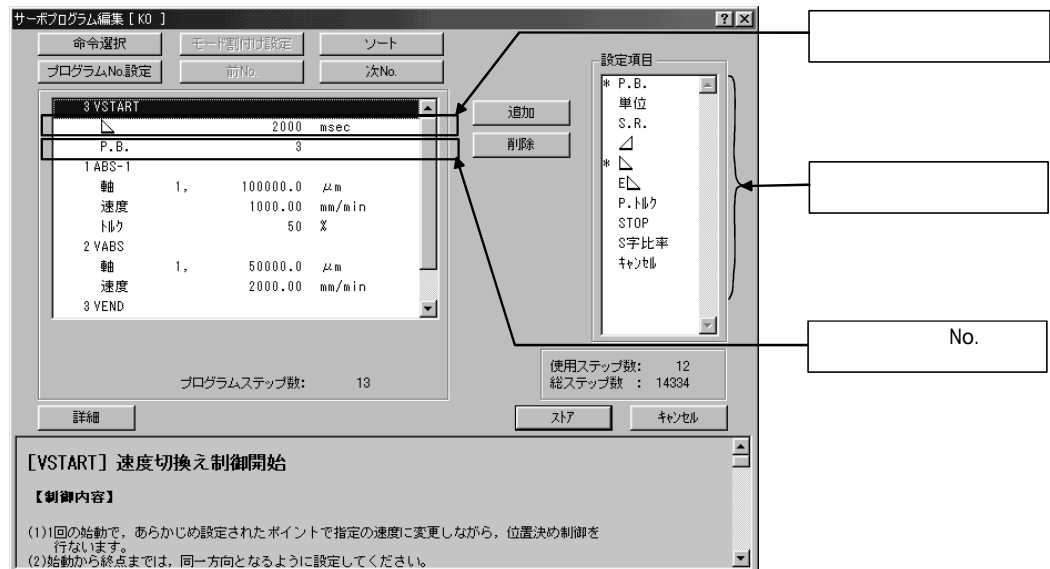 サーボプログラム編集 [ K0 ]
命令選択 モード割付け設定 ソート
プログラムNo.設定 前No. 次No.
3 VSTART
2000 msec
P.B. 3
1 ABS-1
軸 1, 100000.0 μm
速度 1000.00 mm/min
トルク 50 %
2 VABS
軸 1, 50000.0 μm
速度 2000.00 mm/min
3 VEND
プログラムステップ数: 13
追加
削除
設定項目
* P.B.
単位
S.R.
⊿
* ◺
E◺
P.トルク
STOP
S字比率
キャンセル
使用ステップ数: 12
総ステップ数 : 14334
詳細 ストア キャンセル
[VSTART] 速度切換え制御開始
【制御内容】
(1)1回の始動で，あらかじめ設定されたポイントで指定の速度に変更しながら，位置決め制御を
行ないます。
(2)始動から終点までは，同一方向となるように設定してください。
No.